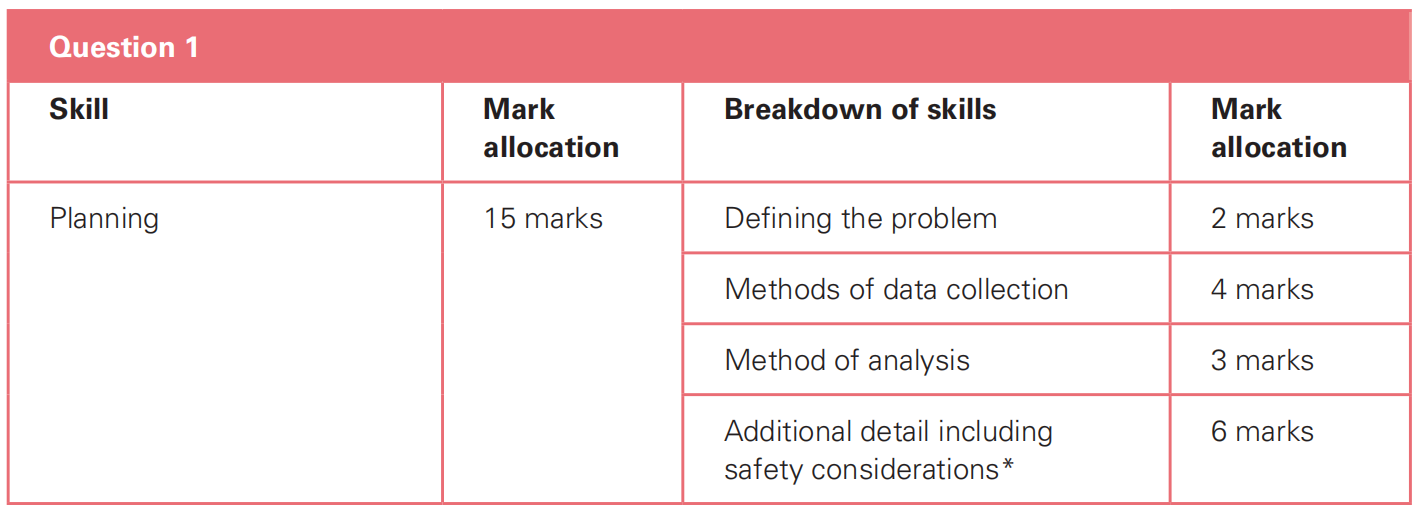 Question 1
Skill
Mark
allocation
Breakdown of skills
Mark
allocation
Planning
15 marks
Defining the problem
2 marks
Methods of data collection
4 marks
Method of analysis
3 marks
Additional detail including
safety considerations*
6 marks